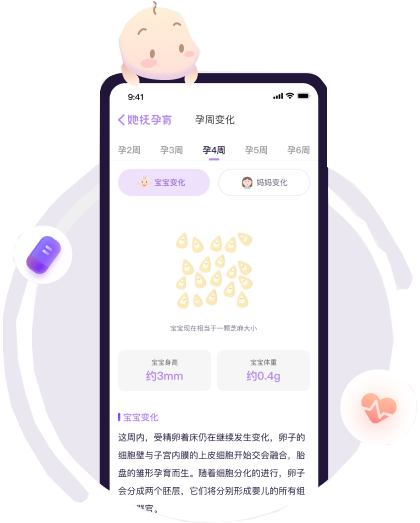 9:41
她妩孕育
孕周变化
孕2周 孕3周 孕4周 孕5周 孕6周
宝宝变化 妈妈变化
宝宝现在相当于一颗芝麻大小
宝宝身高 宝宝体重
约3mm 约0.4g
宝宝变化
这周内，受精卵着床仍在继续发生变化，卵子的
细胞壁与子宫内膜的上皮细胞开始交会融合，胎
盘的雏形孕育而生。随着细胞分化的进行，卵子
会分成两个胚层，它们将分别形成婴儿的所有组
官。